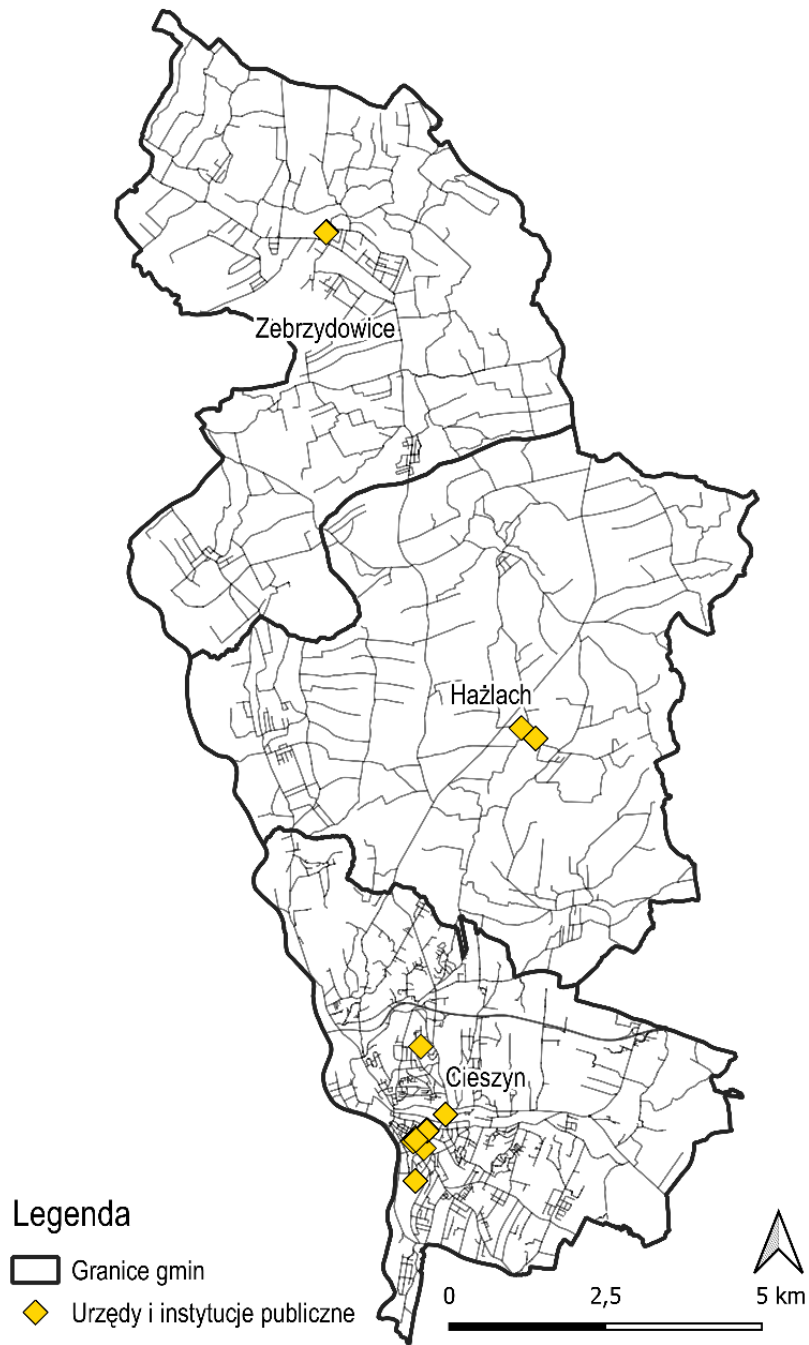 Zebrzydowice
Hażlach
Cieszyn
Legenda
Granice gmin
Urzędy i instytucje publiczne
0 2,5 5 km